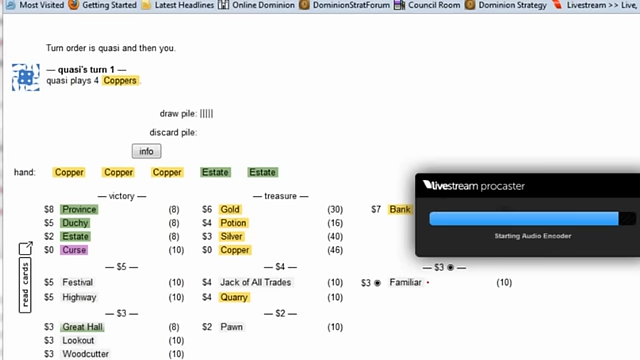 Most Visited Getting Started Latest Headlines Online Dominion DominionStratForum Council Room Dominion Strategy Livestream >> Live,
Turn order is quasi and then you.
— quasi's turn 1 —
quasi plays 4 Coppers.
draw pile: |||||
discard pile:
info
hand: Copper Copper Copper Estate Estate
— victory — — treasure —
$8 Province (8) $6 Gold (30) $7 Bank
$5 Duchy (8) $4 Potion (16)
$2 Estate (8) $3 Silver (40)
$0 Curse (10) $0 Copper (46)
livestream procaster
Starting Audio Encoder
read cards
— $5 — — $4 — — $3 ◉ —
$5 Festival (10) $4 Jack of All Trades (10) $3 ◉ Familiar (10)
$5 Highway (10) $4 Quarry (10)
— $3 — — $2 —
$3 Great Hall (8) $2 Pawn (10)
$3 Lookout (10)
$3 Woodcutter (10)